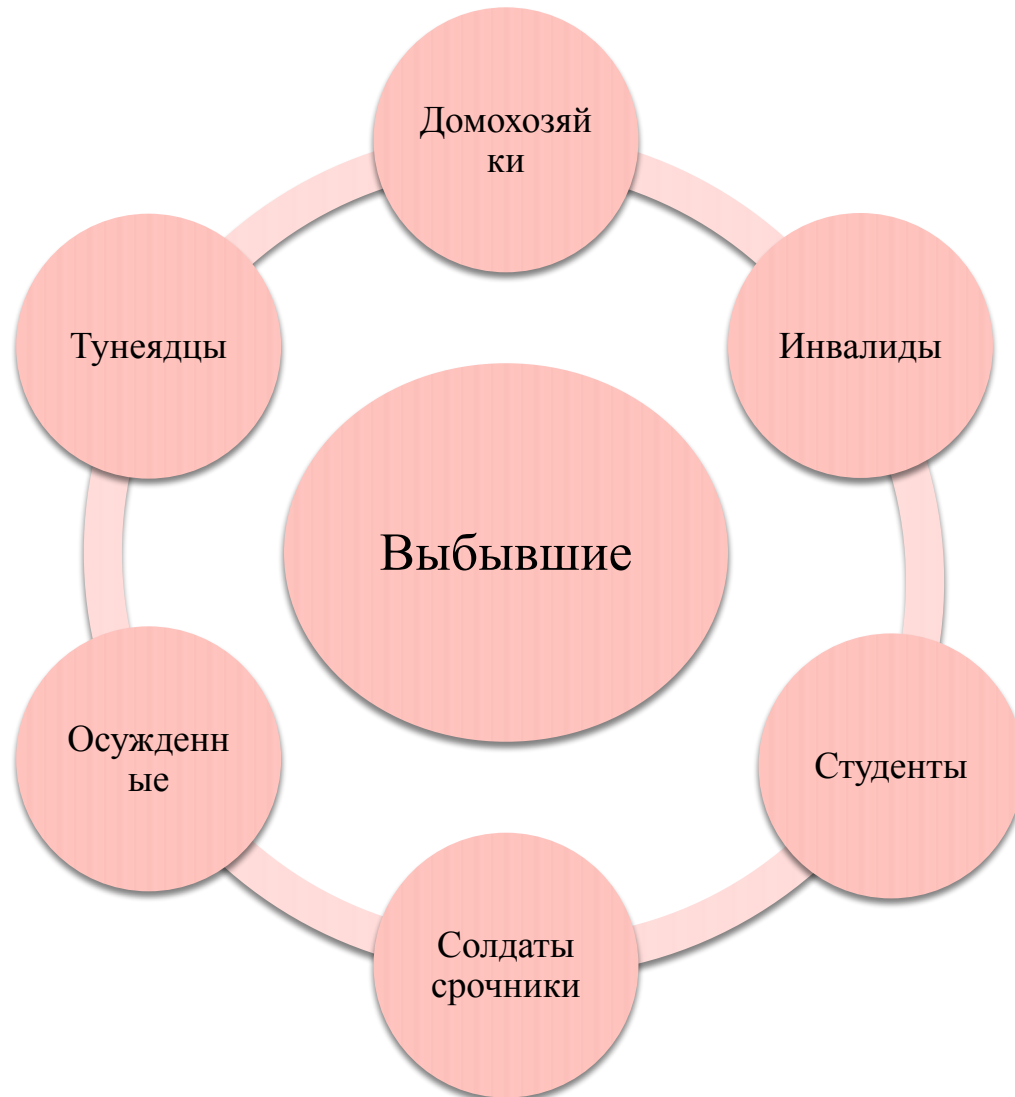 Домохозяй
ки
Тунеядцы
Инвалиды
Выбывшие
Осужденн
ые
Студенты
Солдаты
срочники